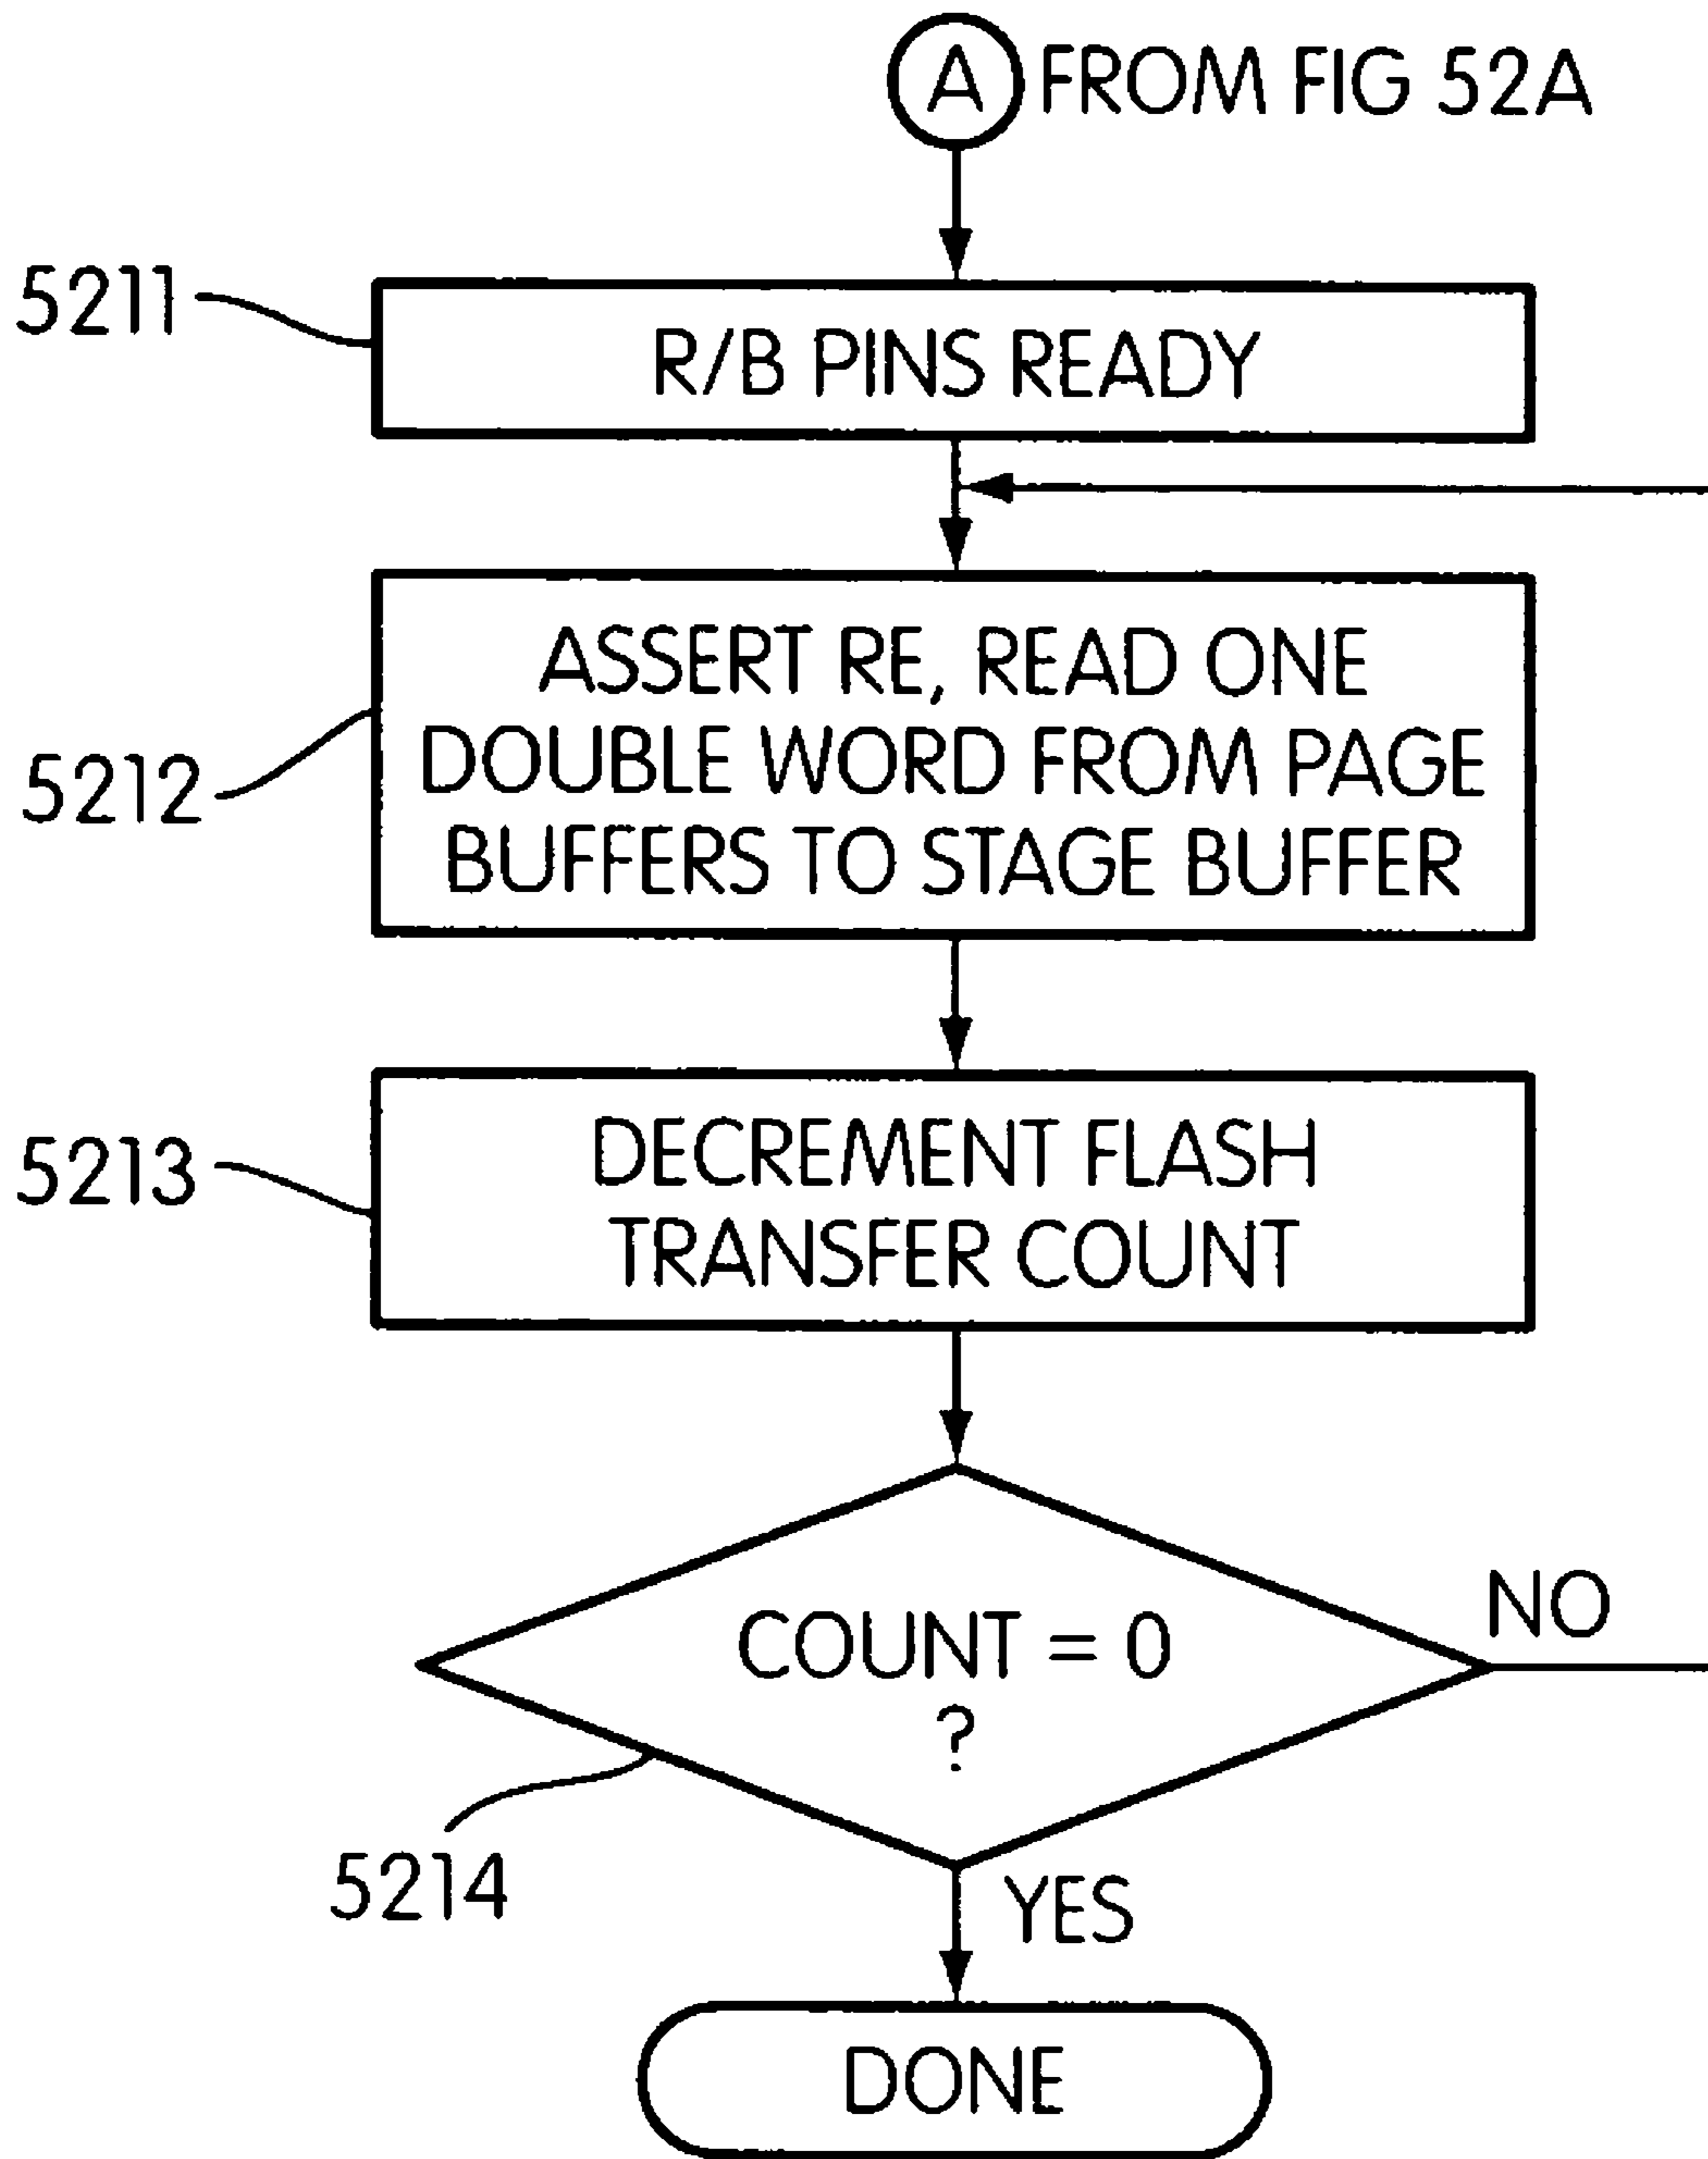 A FROM FIG 52A
5211
R/B PINS READY
ASSERT RE, READ ONE
DOUBLE WORD FROM PAGE
BUFFERS TO STAGE BUFFER
5212
DECREMENT FLASH
TRANSFER COUNT
5213
COUNT = 0
?
NO
5214
YES
DONE